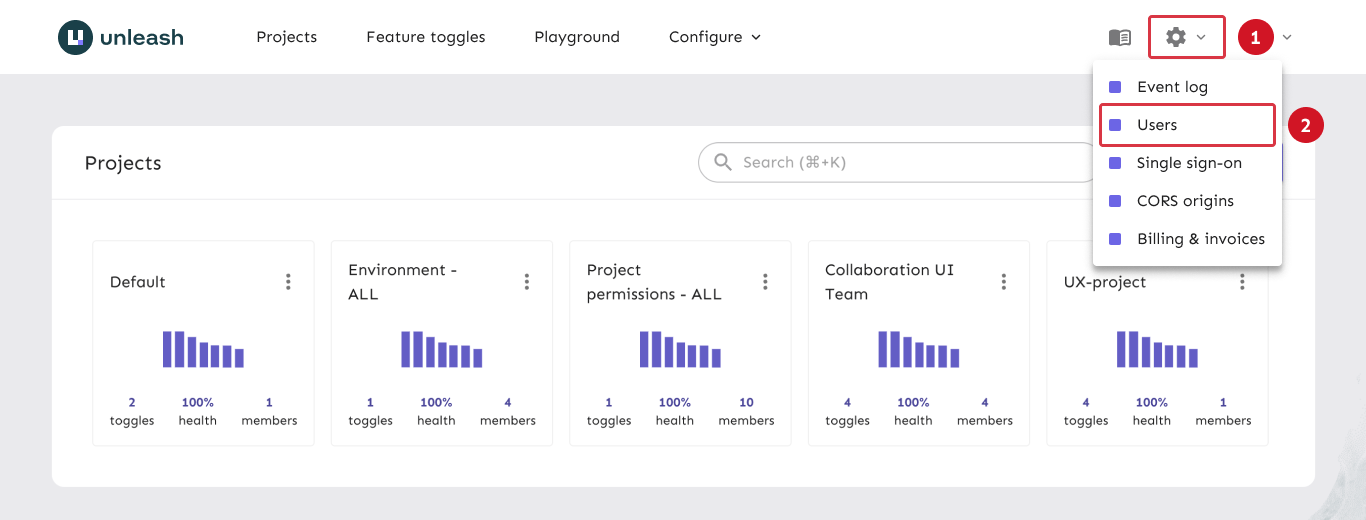 unleash
Projects
Feature toggles
Playground
Configure
1
Event log
Users
2
Single sign-on
CORS origins
Billing & invoices
Projects
Search (⌘+K)
Default
2
toggles
100%
health
1
members
Environment -
ALL
1
toggles
100%
health
4
members
Project
permissions - ALL
1
toggles
100%
health
10
members
Collaboration UI
Team
4
toggles
100%
health
4
members
UX-project
4
toggles
100%
health
1
members